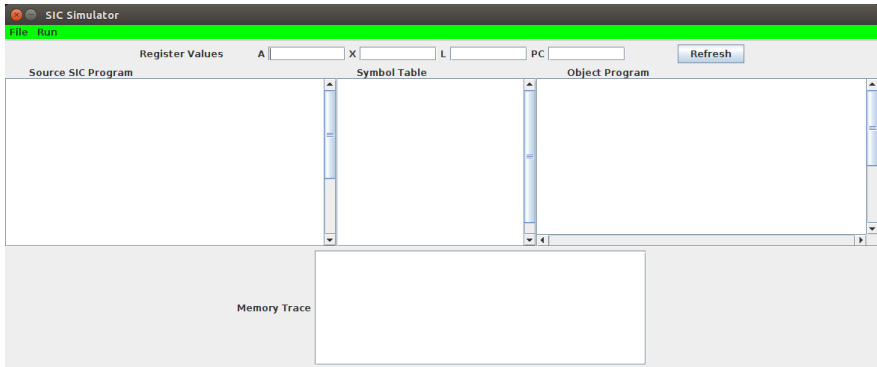 SIC Simulator
File Run
Register Values A X L PC Refresh
Source SIC Program Symbol Table Object Program
Memory Trace